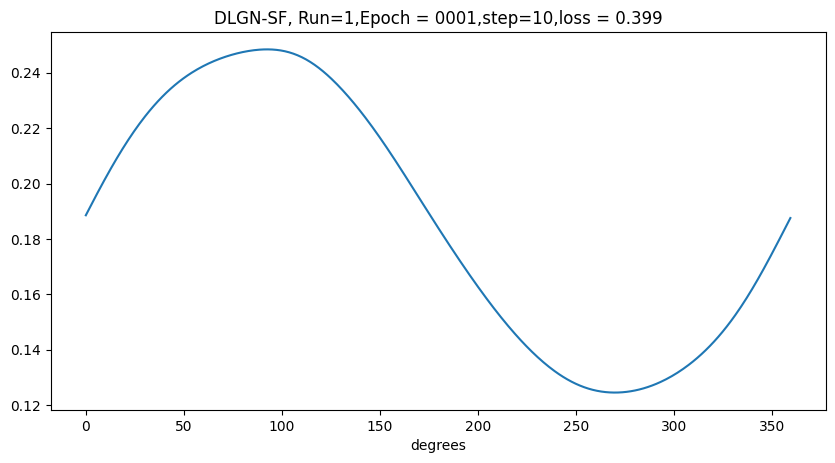 DLGN-SF, Run=1,Epoch = 0001,step=10,loss = 0.399
0.24
0.22
0.20
0.18
0.16
0.14
0.12
0 50 100 150 200 250 300 350
degrees